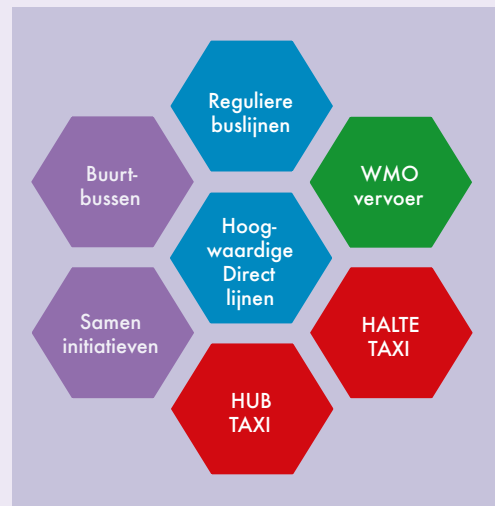 Reguliere
buslijnen
Buurt-
bussen
WMO
vervoer
Hoog-
waardige
Direct
lijnen
Samen
initiatieven
HALTE
TAXI
HUB
TAXI